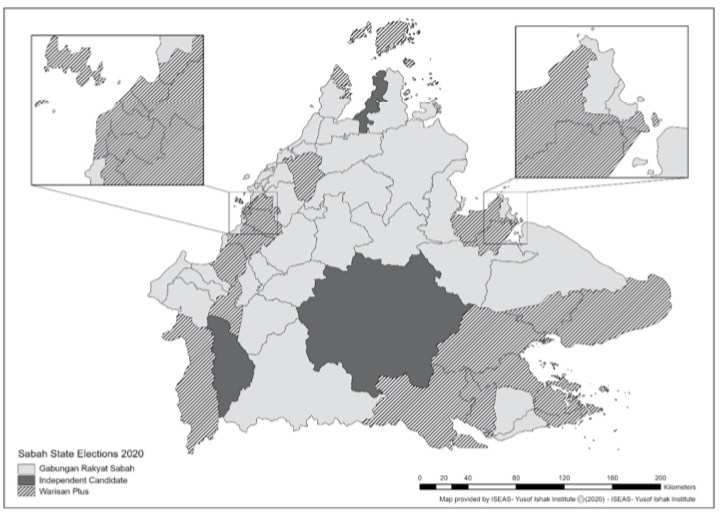 Sabah State Elections 2020
Gabungan Rakyat Sabah
Independent Candidate
Warisan Plus
0 20 40 80 120 160 200
Kilometers
Map provided by ISEAS- Yusof Ishak Institute ©(2020) - ISEAS- Yusof Ishak Institute